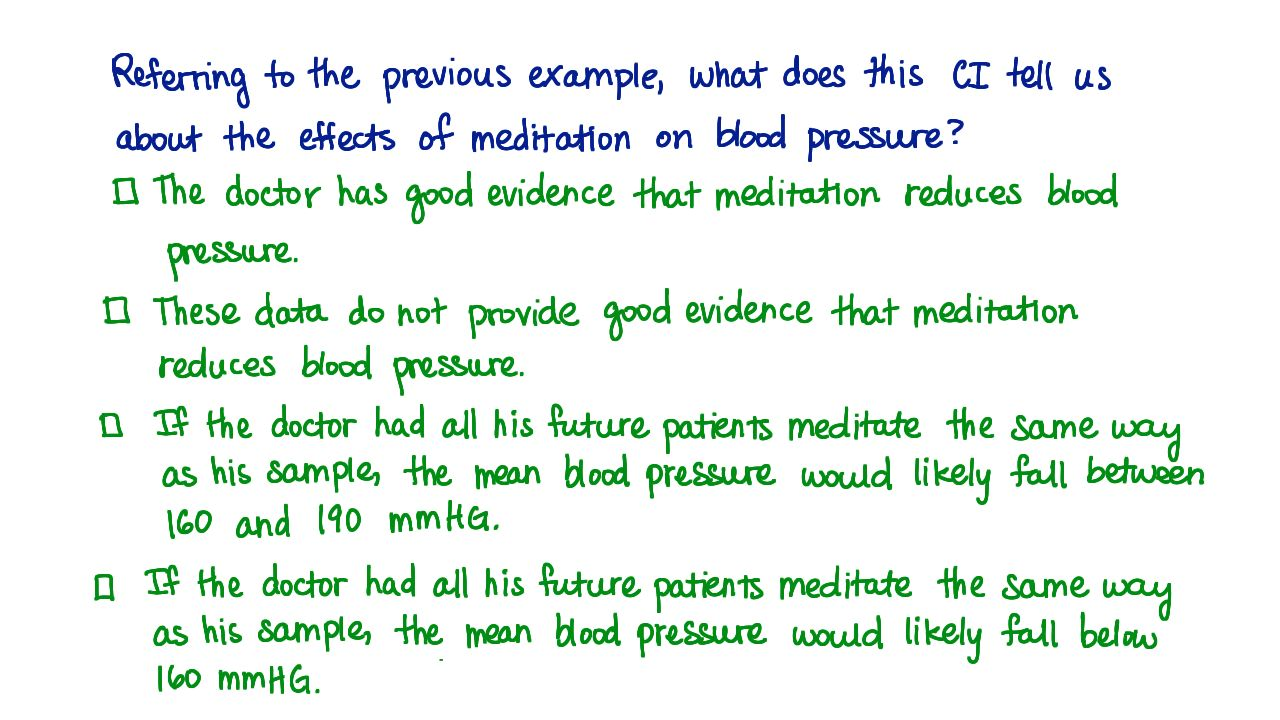 Referring to the previous example, what does this CI tell us
about the effects of meditation on blood pressure?
The doctor has good evidence that meditation reduces blood
pressure.
These data do not provide good evidence that meditation
reduces blood pressure.
If the doctor had all his future patients meditate the same way
as his sample, the mean blood pressure would likely fall between
160 and 190 mmHG.
If the doctor had all his future patients meditate the same way
as his sample, the mean blood pressure would likely fall below
160 mmHG.